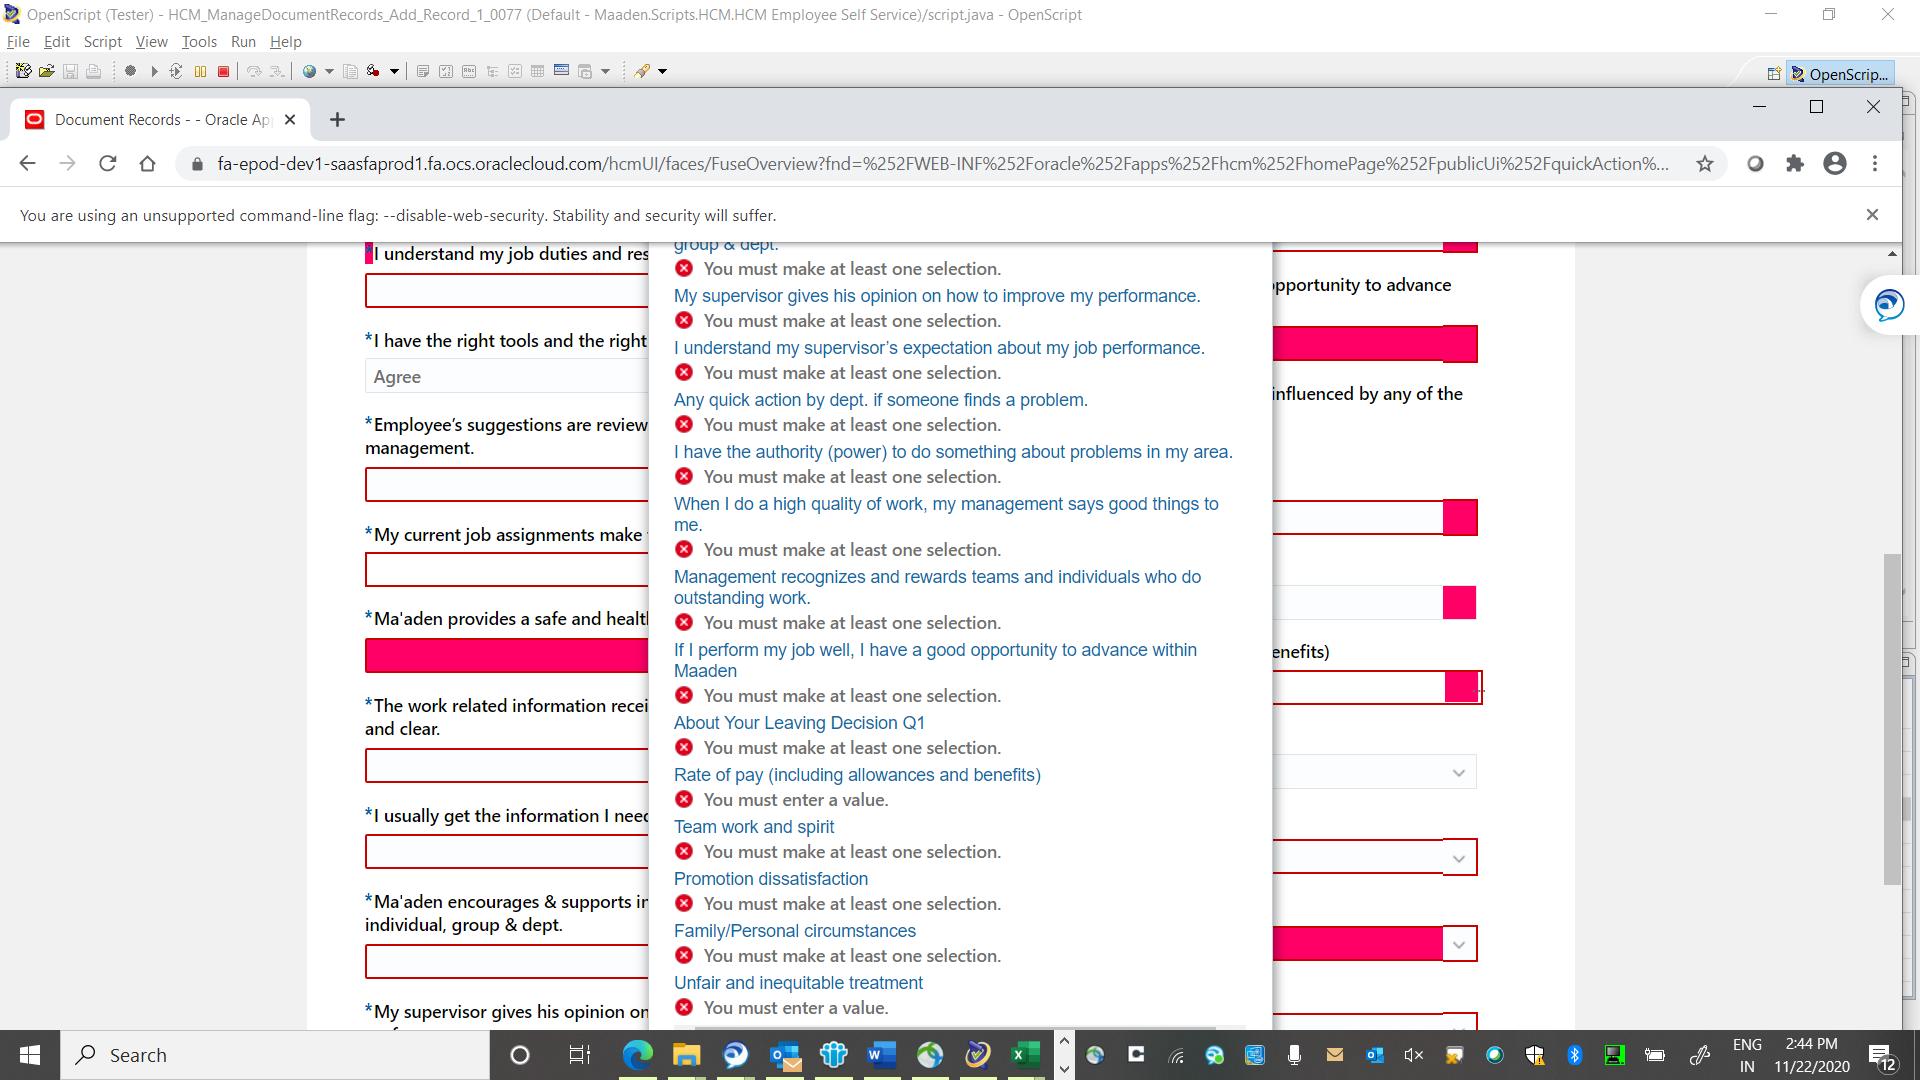 OpenScript (Tester) - HCM_ManageDocumentRecords_Add_Record_1_0077 (Default - Maaden.Scripts.HCM.HCM Employee Self Service)/script.java - OpenScript
File Edit Script View Tools Run Help
OpenScrip...
Document Records - - Oracle Ap
fa-epod-dev1-saasfaprod1.fa.ocs.oraclecloud.com/hcmUI/faces/FuseOverview?fnd=%252FWEB-INF%252Foracle%252Fapps%252Fhcm%252FhomePage%252FpublicUi%252FquickAction%...
You are using an unsupported command-line flag: --disable-web-security. Stability and security will suffer.
*I understand my job duties and res
*I have the right tools and the right
Agree
*Employee's suggestions are review
management.
*My current job assignments make
*Ma'aden provides a safe and healt
*The work related information recei
and clear.
*I usually get the information I need
*Ma'aden encourages & supports in
individual, group & dept.
*My supervisor gives his opinion on
group & dept.
You must make at least one selection.
My supervisor gives his opinion on how to improve my performance.
You must make at least one selection.
I understand my supervisor's expectation about my job performance.
You must make at least one selection.
Any quick action by dept. if someone finds a problem.
You must make at least one selection.
I have the authority (power) to do something about problems in my area.
You must make at least one selection.
When I do a high quality of work, my management says good things to
me.
You must make at least one selection.
Management recognizes and rewards teams and individuals who do
outstanding work.
You must make at least one selection.
If I perform my job well, I have a good opportunity to advance within
Maaden
You must make at least one selection.
About Your Leaving Decision Q1
You must make at least one selection.
Rate of pay (including allowances and benefits)
You must enter a value.
Team work and spirit
You must make at least one selection.
Promotion dissatisfaction
You must make at least one selection.
Family/Personal circumstances
You must make at least one selection.
Unfair and inequitable treatment
You must enter a value.
pportunity to advance
influenced by any of the
enefits)
Search
ENG
IN
2:44 PM
11/22/2020
12